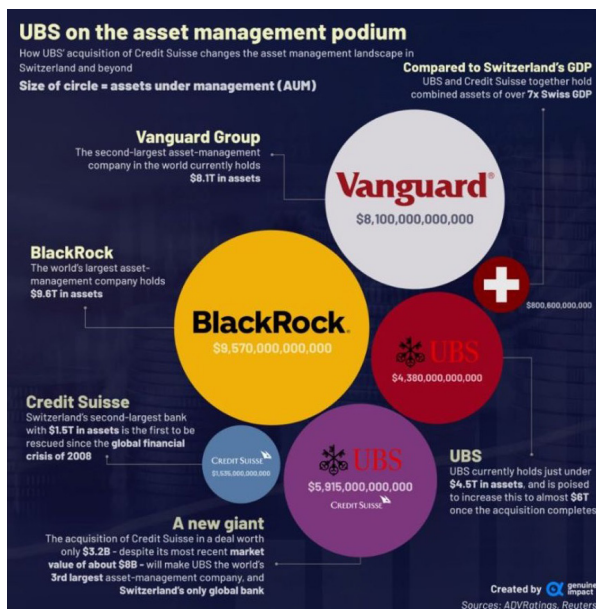 UBS on the asset management podium
How UBS' acquisition of Credit Suisse changes the asset management landscape in
Switzerland and beyond
Size of circle = assets under management (AUM)
Compared to Switzerland's GDP
UBS and Credit Suisse together hold
combined assets of over 7x Swiss GDP
Vanguard Group
The second-largest asset-management
company in the world currently holds
$8.1T in assets
Vanguard®
$8,100,000,000,000
BlackRock
The world's largest asset-
management company holds
$9.6T in assets
BlackRock.
$9,570,000,000,000
$800,600,000,000
UBS
$4,380,000,000,000
Credit Suisse
Switzerland's second-largest bank
with $1.5T in assets is the first to be
rescued since the global financial
crisis of 2008
CREDIT SUISSE
$1,535,000,000,000
UBS
$5,915,000,000,000
CREDIT SUISSE
UBS
UBS currently holds just under
$4.5T in assets, and is poised
to increase this to almost $6T
once the acquisition completes
A new giant
The acquisition of Credit Suisse in a deal worth
only $3.2B - despite its most recent market
value of about $8B - will make UBS the world's
3rd largest asset-management company, and
Switzerland's only global bank
Created by genuine
impact
Sources: ADVRatings, Reuters